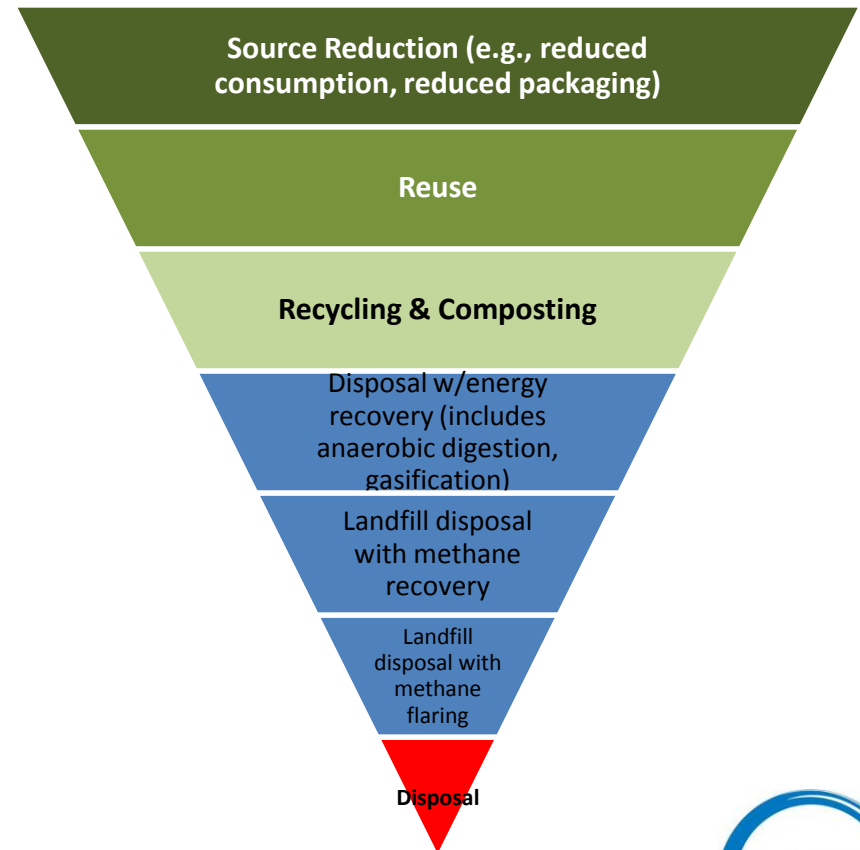 Source Reduction (e.g., reduced
consumption, reduced packaging)
Reuse
Recycling & Composting
Disposal w/energy
recovery (includes
anaerobic digestion,
gasification)
Landfill disposal
with methane
recovery
Landfill
disposal with
methane
flaring
Disposal